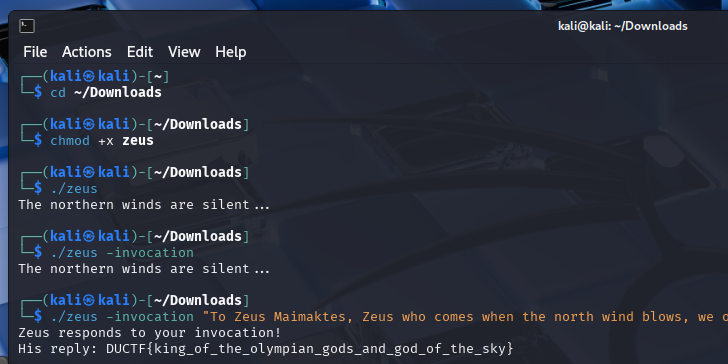 kali@kali: ~/Downloads
File Actions Edit View Help
┌──(kali㉿kali)-[~]
└─$ cd ~/Downloads
┌──(kali㉿kali)-[~/Downloads]
└─$ chmod +x zeus
┌──(kali㉿kali)-[~/Downloads]
└─$ ./zeus
The northern winds are silent...
┌──(kali㉿kali)-[~/Downloads]
└─$ ./zeus -invocation
The northern winds are silent...
┌──(kali㉿kali)-[~/Downloads]
└─$ ./zeus -invocation "To Zeus Maimaktes, Zeus who comes when the north wind blows, we
Zeus responds to your invocation!
His reply: DUCTF{king_of_the_olympian_gods_and_god_of_the_sky}